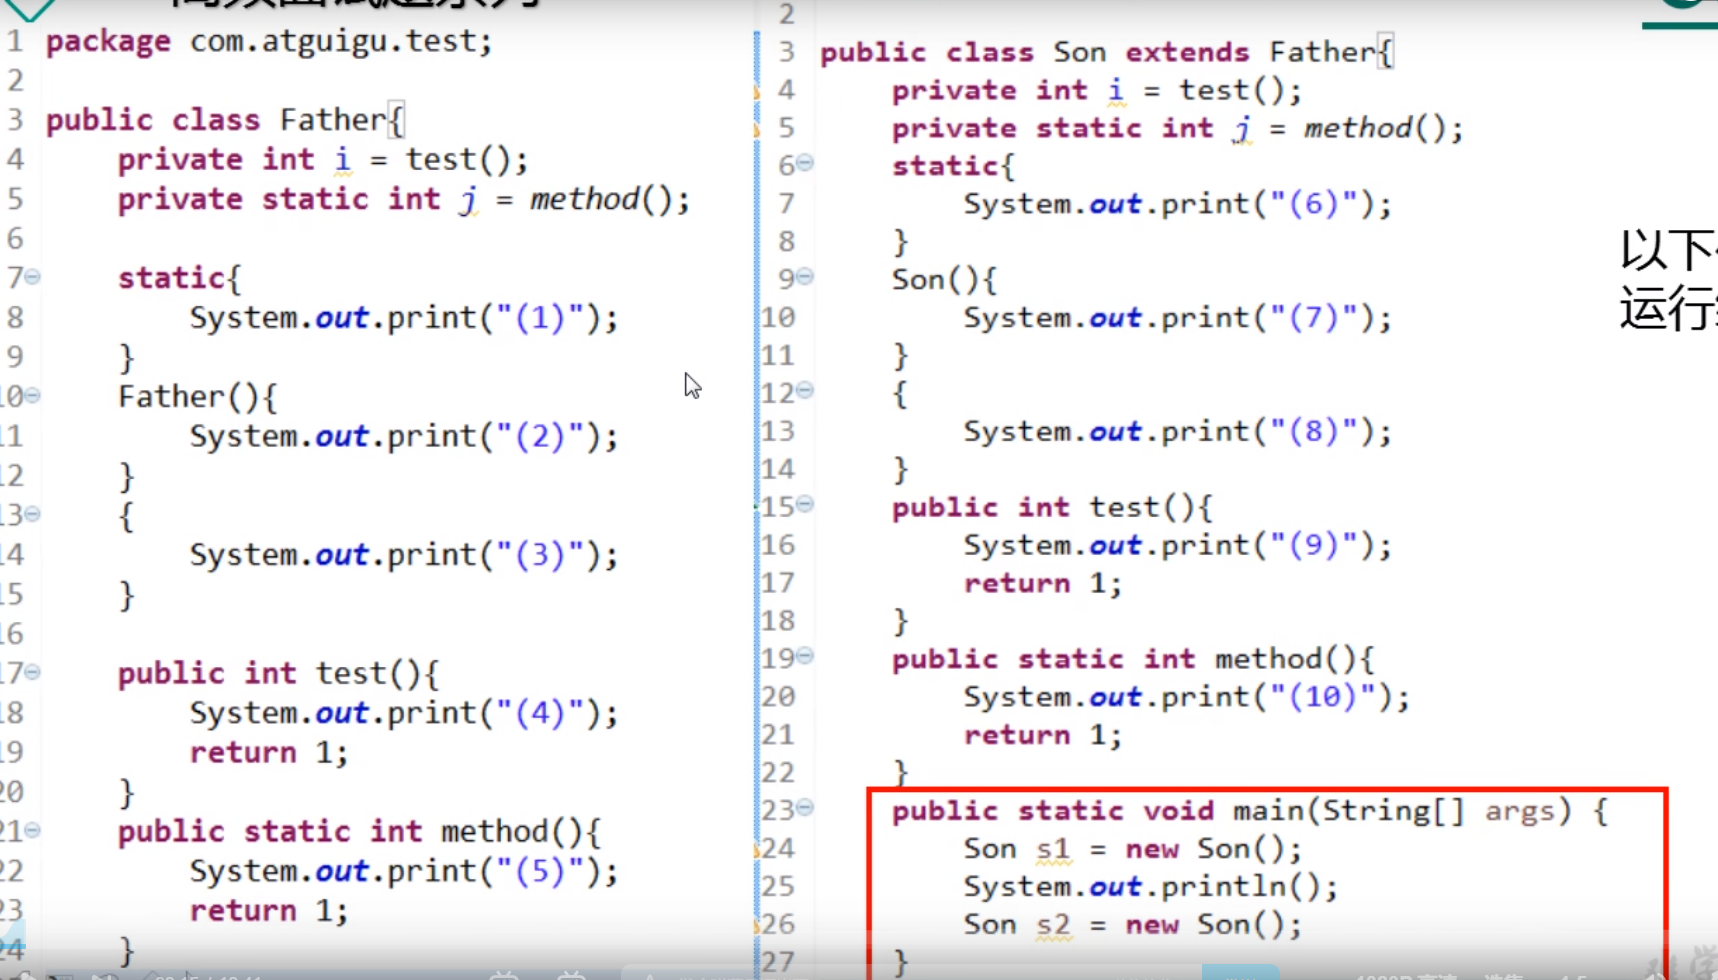 1 package com.atguigu.test;
2
3 public class Father{
4 private int i = test();
5 private static int j = method();
6
7 static{
8 System.out.print("(1)");
9 }
10 Father(){
11 System.out.print("(2)");
12 }
13 {
14 System.out.print("(3)");
15 }
16
17 public int test(){
18 System.out.print("(4)");
19 return 1;
20 }
21 public static int method(){
22 System.out.print("(5)");
23 return 1;
24 }
2
3 public class Son extends Father{
4 private int i = test();
5 private static int j = method();
6 static{
7 System.out.print("(6)");
8 }
9 Son(){
10 System.out.print("(7)");
11 }
12 {
13 System.out.print("(8)");
14 }
15 public int test(){
16 System.out.print("(9)");
17 return 1;
18 }
19 public static int method(){
20 System.out.print("(10)");
21 return 1;
22 }
23 public static void main(String[] args) {
24 Son s1 = new Son();
25 System.out.println();
26 Son s2 = new Son();
27 }
以下
运行